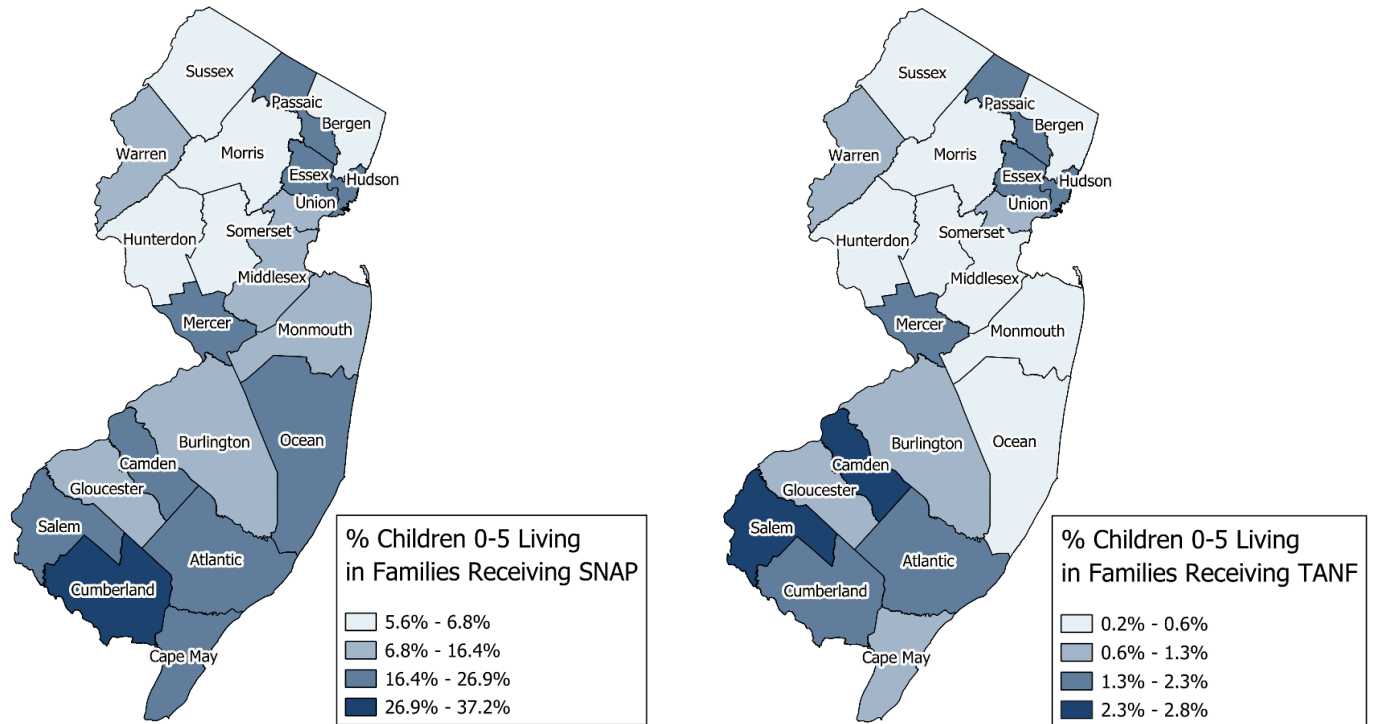 Sussex
Passaic
Bergen
Warren
Morris
Essex
Hudson
Union
Hunterdon
Somerset
Middlesex
Mercer
Monmouth
Burlington
Ocean
Camden
Gloucester
Salem
Atlantic
Cumberland
Cape May
% Children 0-5 Living
in Families Receiving SNAP
5.6% - 6.8%
6.8% - 16.4%
16.4% - 26.9%
26.9% - 37.2%
Sussex
Passaic
Bergen
Warren
Morris
Essex
Hudson
Union
Hunterdon
Somerset
Middlesex
Mercer
Monmouth
Burlington
Ocean
Camden
Gloucester
Salem
Atlantic
Cumberland
Cape May
% Children 0-5 Living
in Families Receiving TANF
0.2% - 0.6%
0.6% - 1.3%
1.3% - 2.3%
2.3% - 2.8%